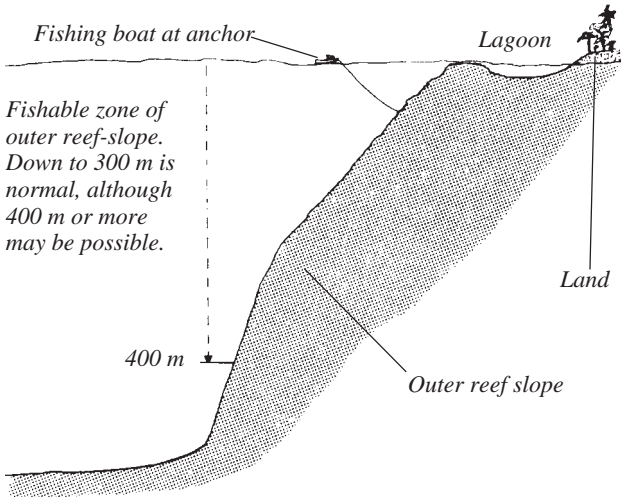 Fishing boat at anchor
Lagoon
Fishable zone of
outer reef-slope.
Down to 300 m is
normal, although
400 m or more
may be possible.
Land
400 m
Outer reef slope